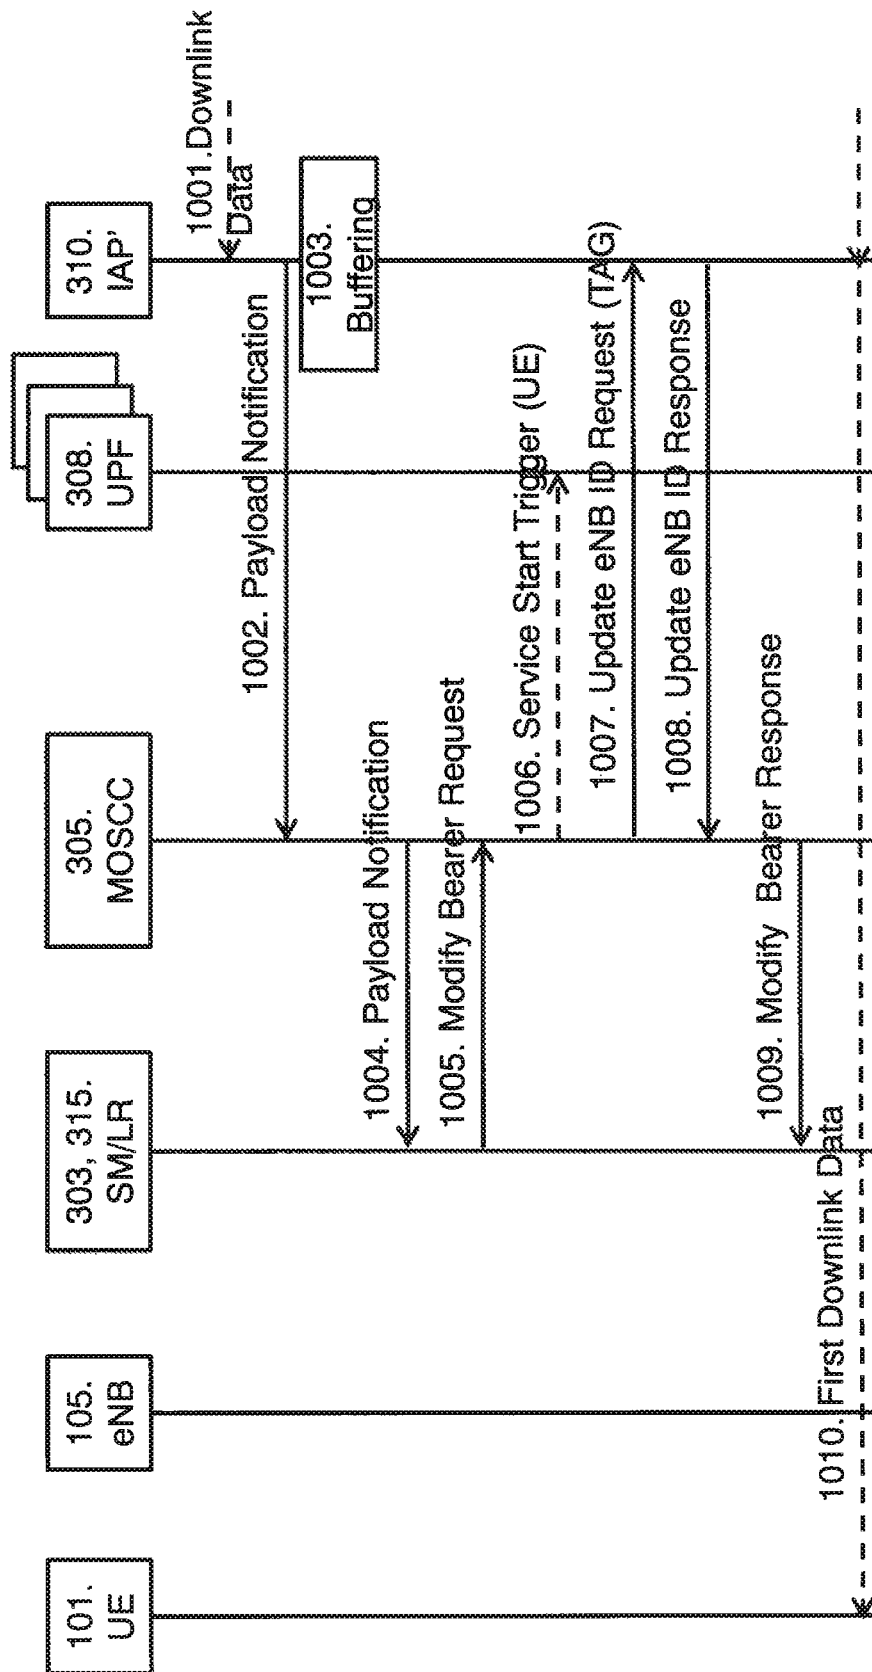 101.
UE
105.
eNB
303, 315.
SM/LR
305.
MOSCC
308.
UPF
310.
IAP'
1001.Downlink
Data
1002. Payload Notification
1003.
Buffering
1004. Payload Notification
1005. Modify Bearer Request
1006. Service Start Trigger (UE)
1007. Update eNB ID Request (TAG)
1008. Update eNB ID Response
1009. Modify Bearer Response
1010. First Downlink Data